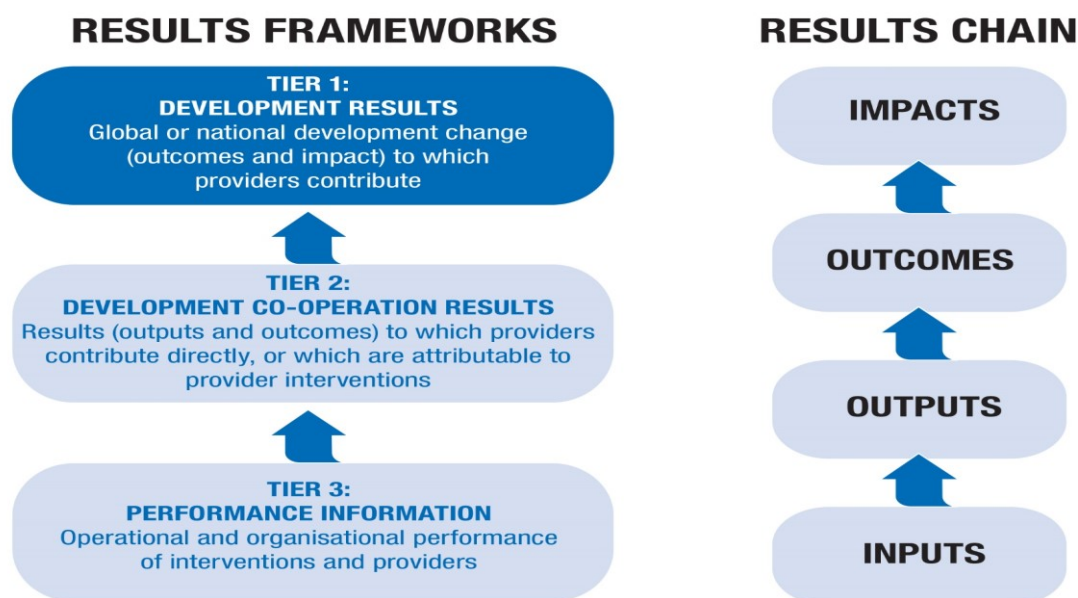 RESULTS FRAMEWORKS
TIER 1:
DEVELOPMENT RESULTS
Global or national development change
(outcomes and impact) to which
providers contribute
TIER 2:
DEVELOPMENT CO-OPERATION RESULTS
Results (outputs and outcomes) to which providers
contribute directly, or which are attributable to
provider interventions
TIER 3:
PERFORMANCE INFORMATION
Operational and organisational performance
of interventions and providers
RESULTS CHAIN
IMPACTS
OUTCOMES
OUTPUTS
INPUTS